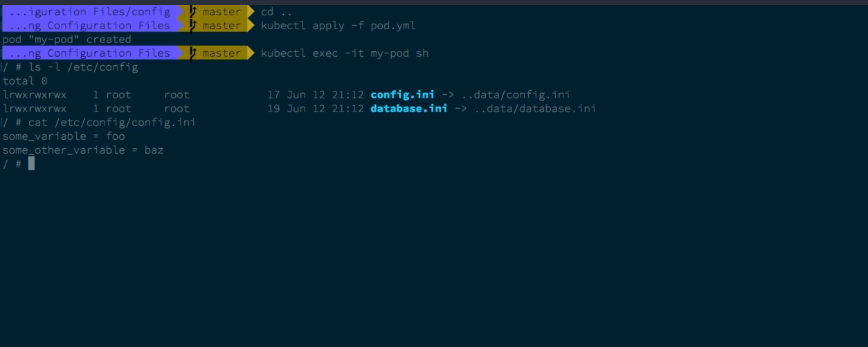 ...iguration Files/config master cd ..
...ng Configuration Files master kubectl apply -f pod.yml
pod "my-pod" created
...ng Configuration Files master kubectl exec -it my-pod sh
/ # ls -l /etc/config
total 0
lrwxrwxrwx 1 root root 17 Jun 12 21:12 config.ini -> ..data/config.ini
lrwxrwxrwx 1 root root 19 Jun 12 21:12 database.ini -> ..data/database.ini
/ # cat /etc/config/config.ini
some_variable = foo
some_other_variable = baz
/ #